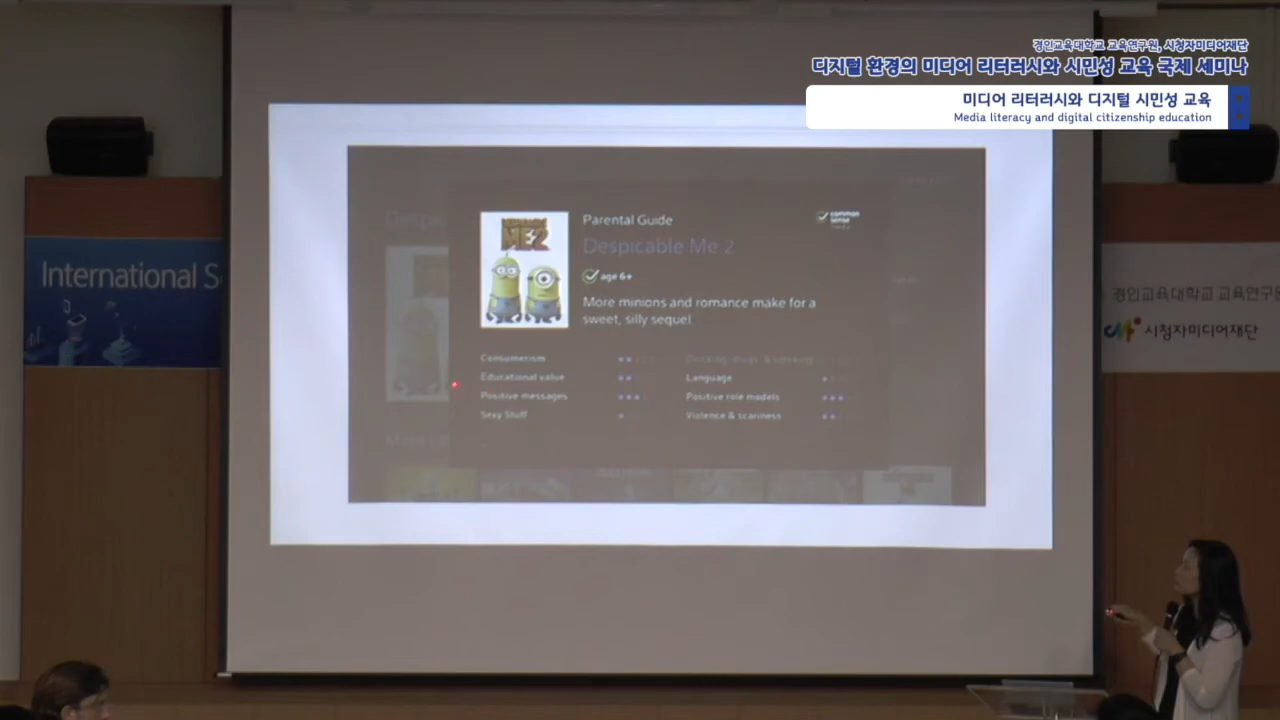 경인교육대학교 교육연구원, 시청자미디어재단
디지털 환경의 미디어 리터러시와 시민성 교육 국제 세미나
미디어 리터러시와 디지털 시민성 교육
Media literacy and digital citizenship education
International S
경인교육대학교 교육연구원
시청자미디어재단
Parental Guide
common
sense
media
Despicable Me 2
ME2
age 6+
More minions and romance make for a
sweet, silly sequel
Consumerism
Drinking, drugs, & smoking
Educational value
Language
Positive messages
Positive role models
Sexy Stuff
Violence & scariness